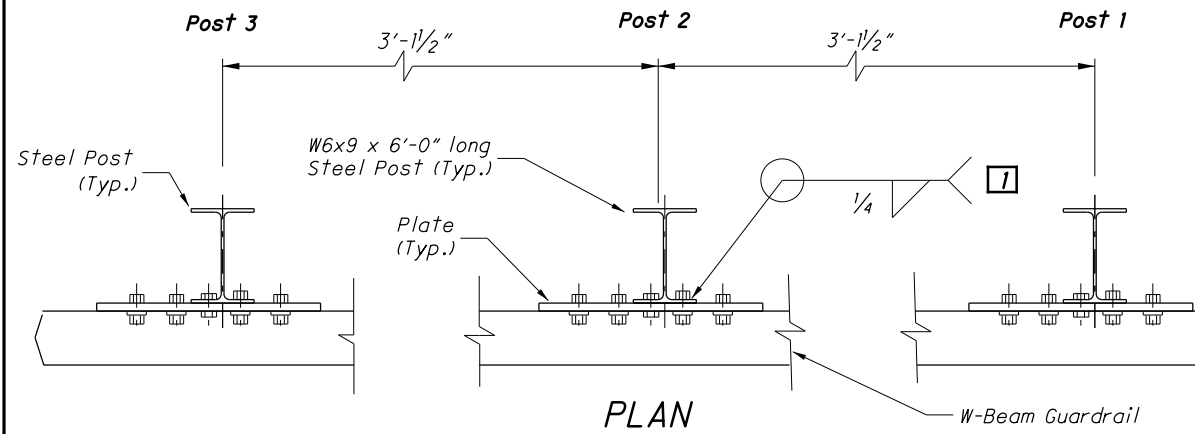 Post 3
Post 2
Post 1
3'-1½"
3'-1½"
Steel Post
(Typ.)
W6x9 x 6'-0" long
Steel Post (Typ.)
Plate
(Typ.)
¼
1
PLAN
W-Beam Guardrail